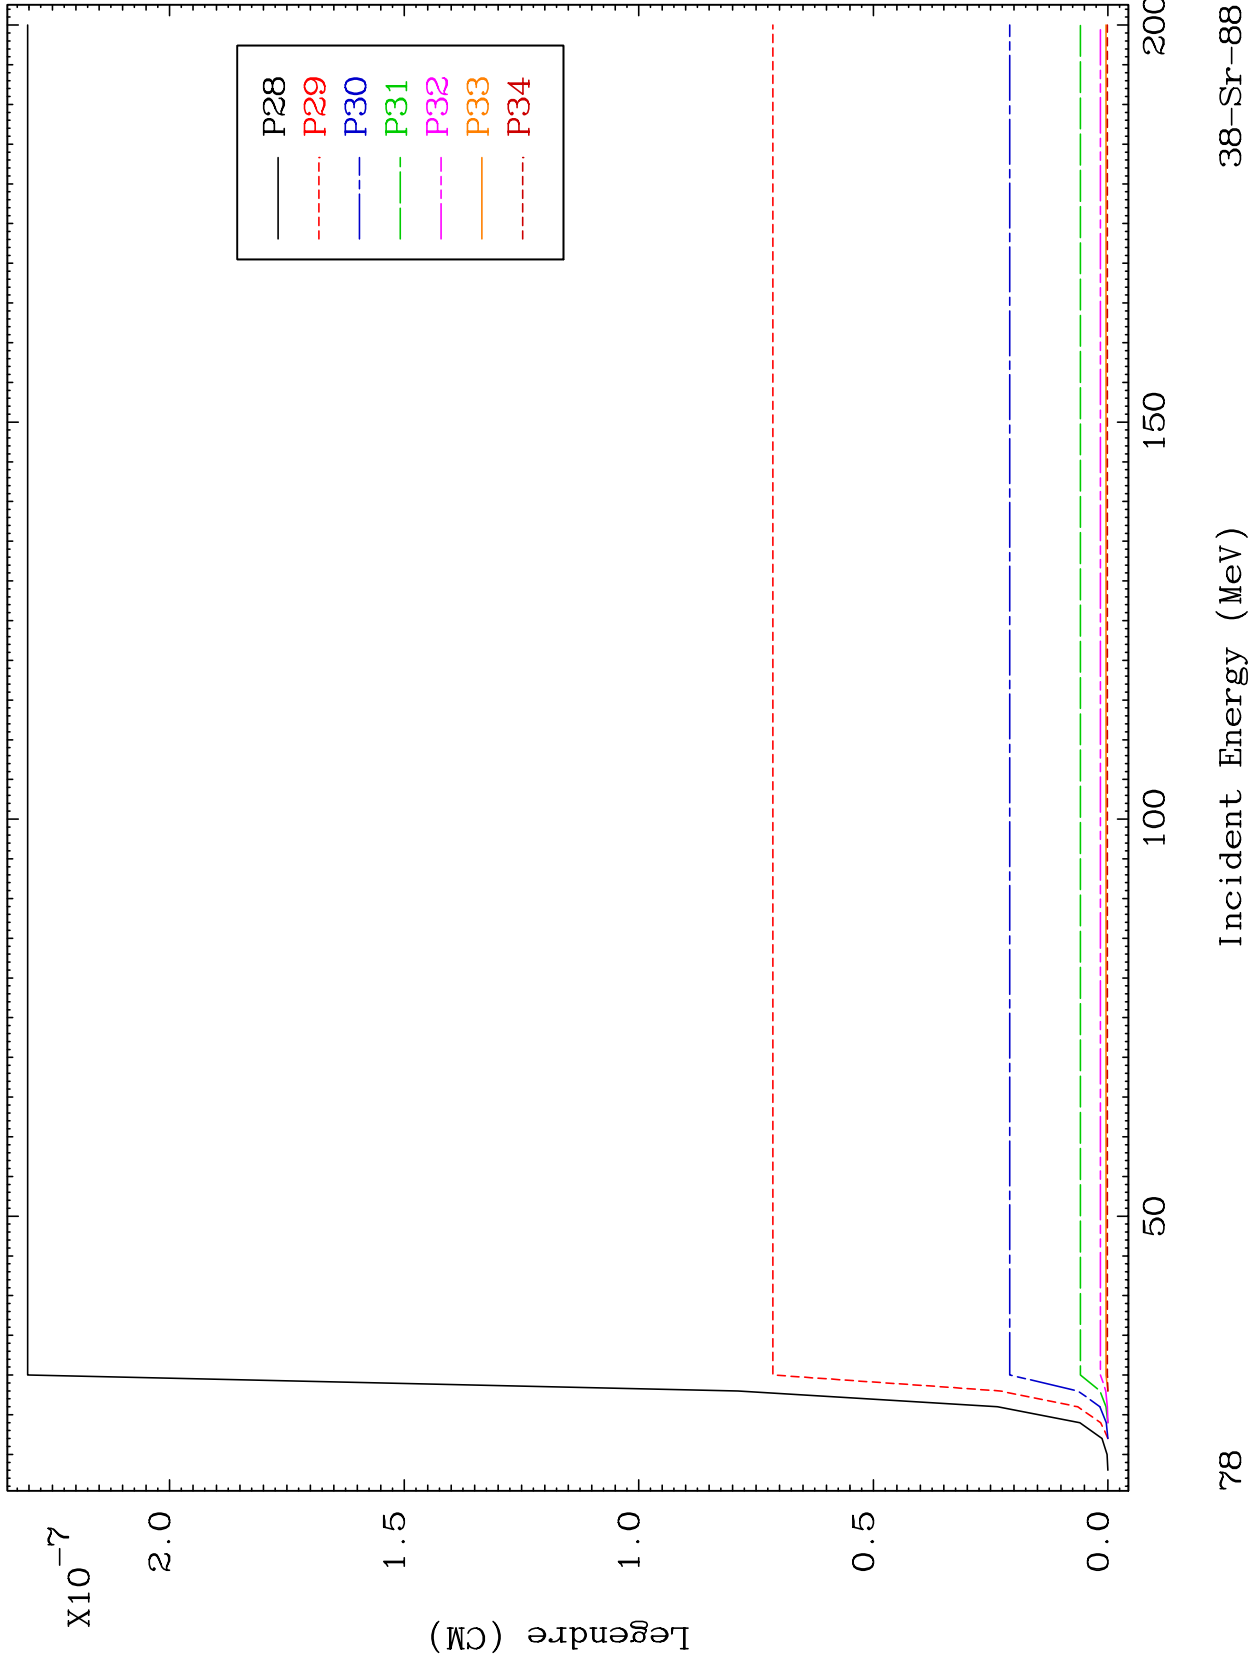 X10-7
2.0
1.5
1.0
0.5
0.0
Legendre (CM)
P28
P29
P30
P31
P32
P33
P34
50
100
150
200
Incident Energy (MeV)
78
38-Sr-88